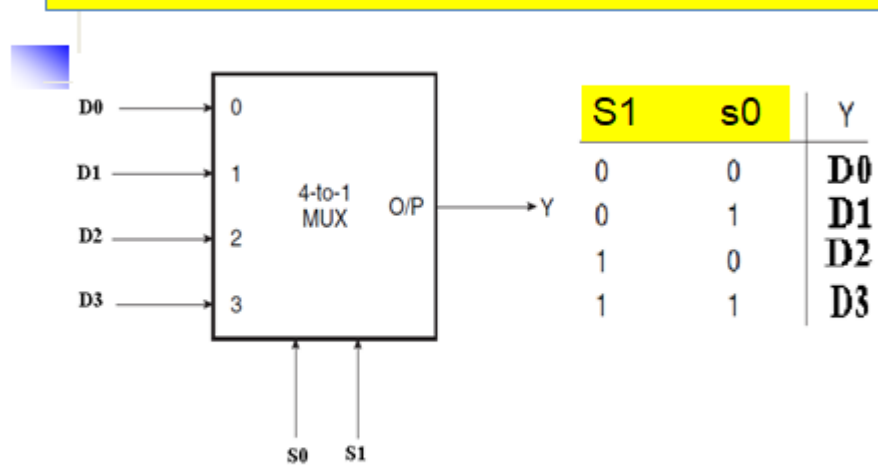 D0 0
D1 1
D2 2
D3 3
4-to-1
MUX
O/P
Y
S0 S1
S1 s0 Y
0 0 D0
0 1 D1
1 0 D2
1 1 D3